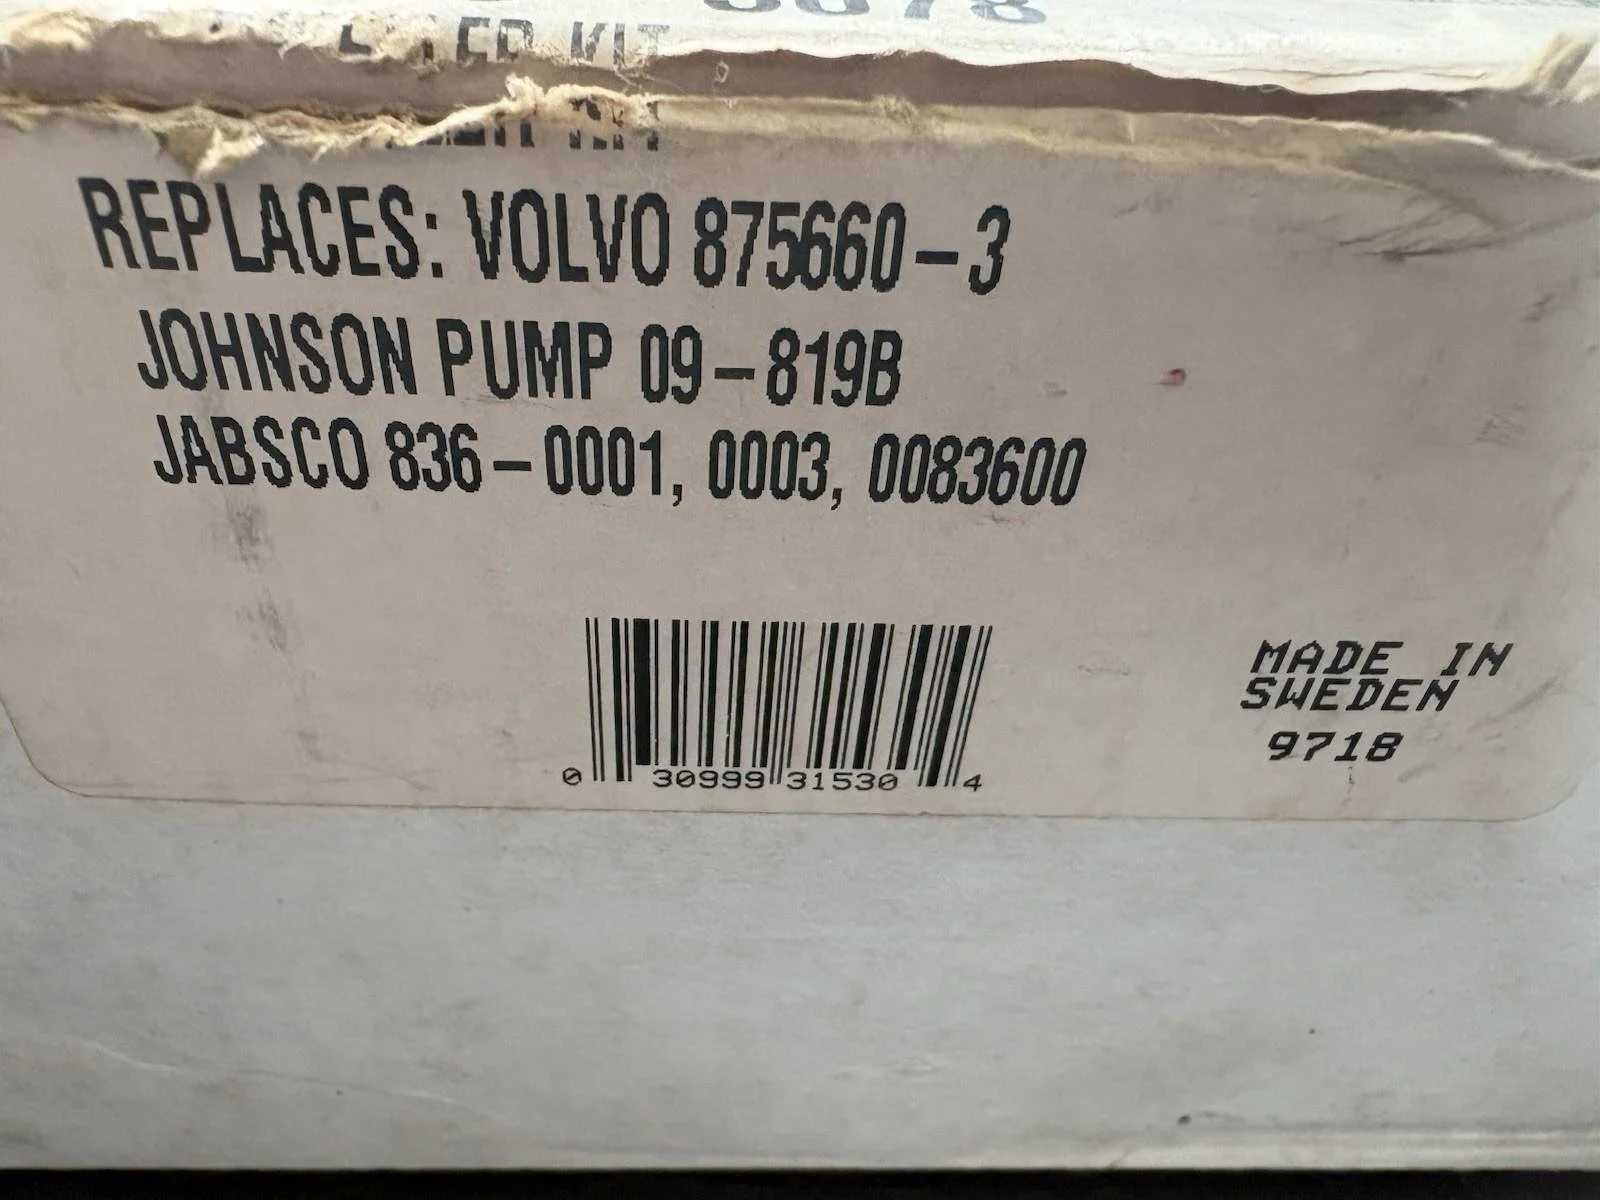 KIT
REPLACES: VOLVO 875660-3
JOHNSON PUMP 09-819B
JABSCO 836-0001, 0003, 0083600
MADE IN
SWEDEN
9718
0 30999 31530 4